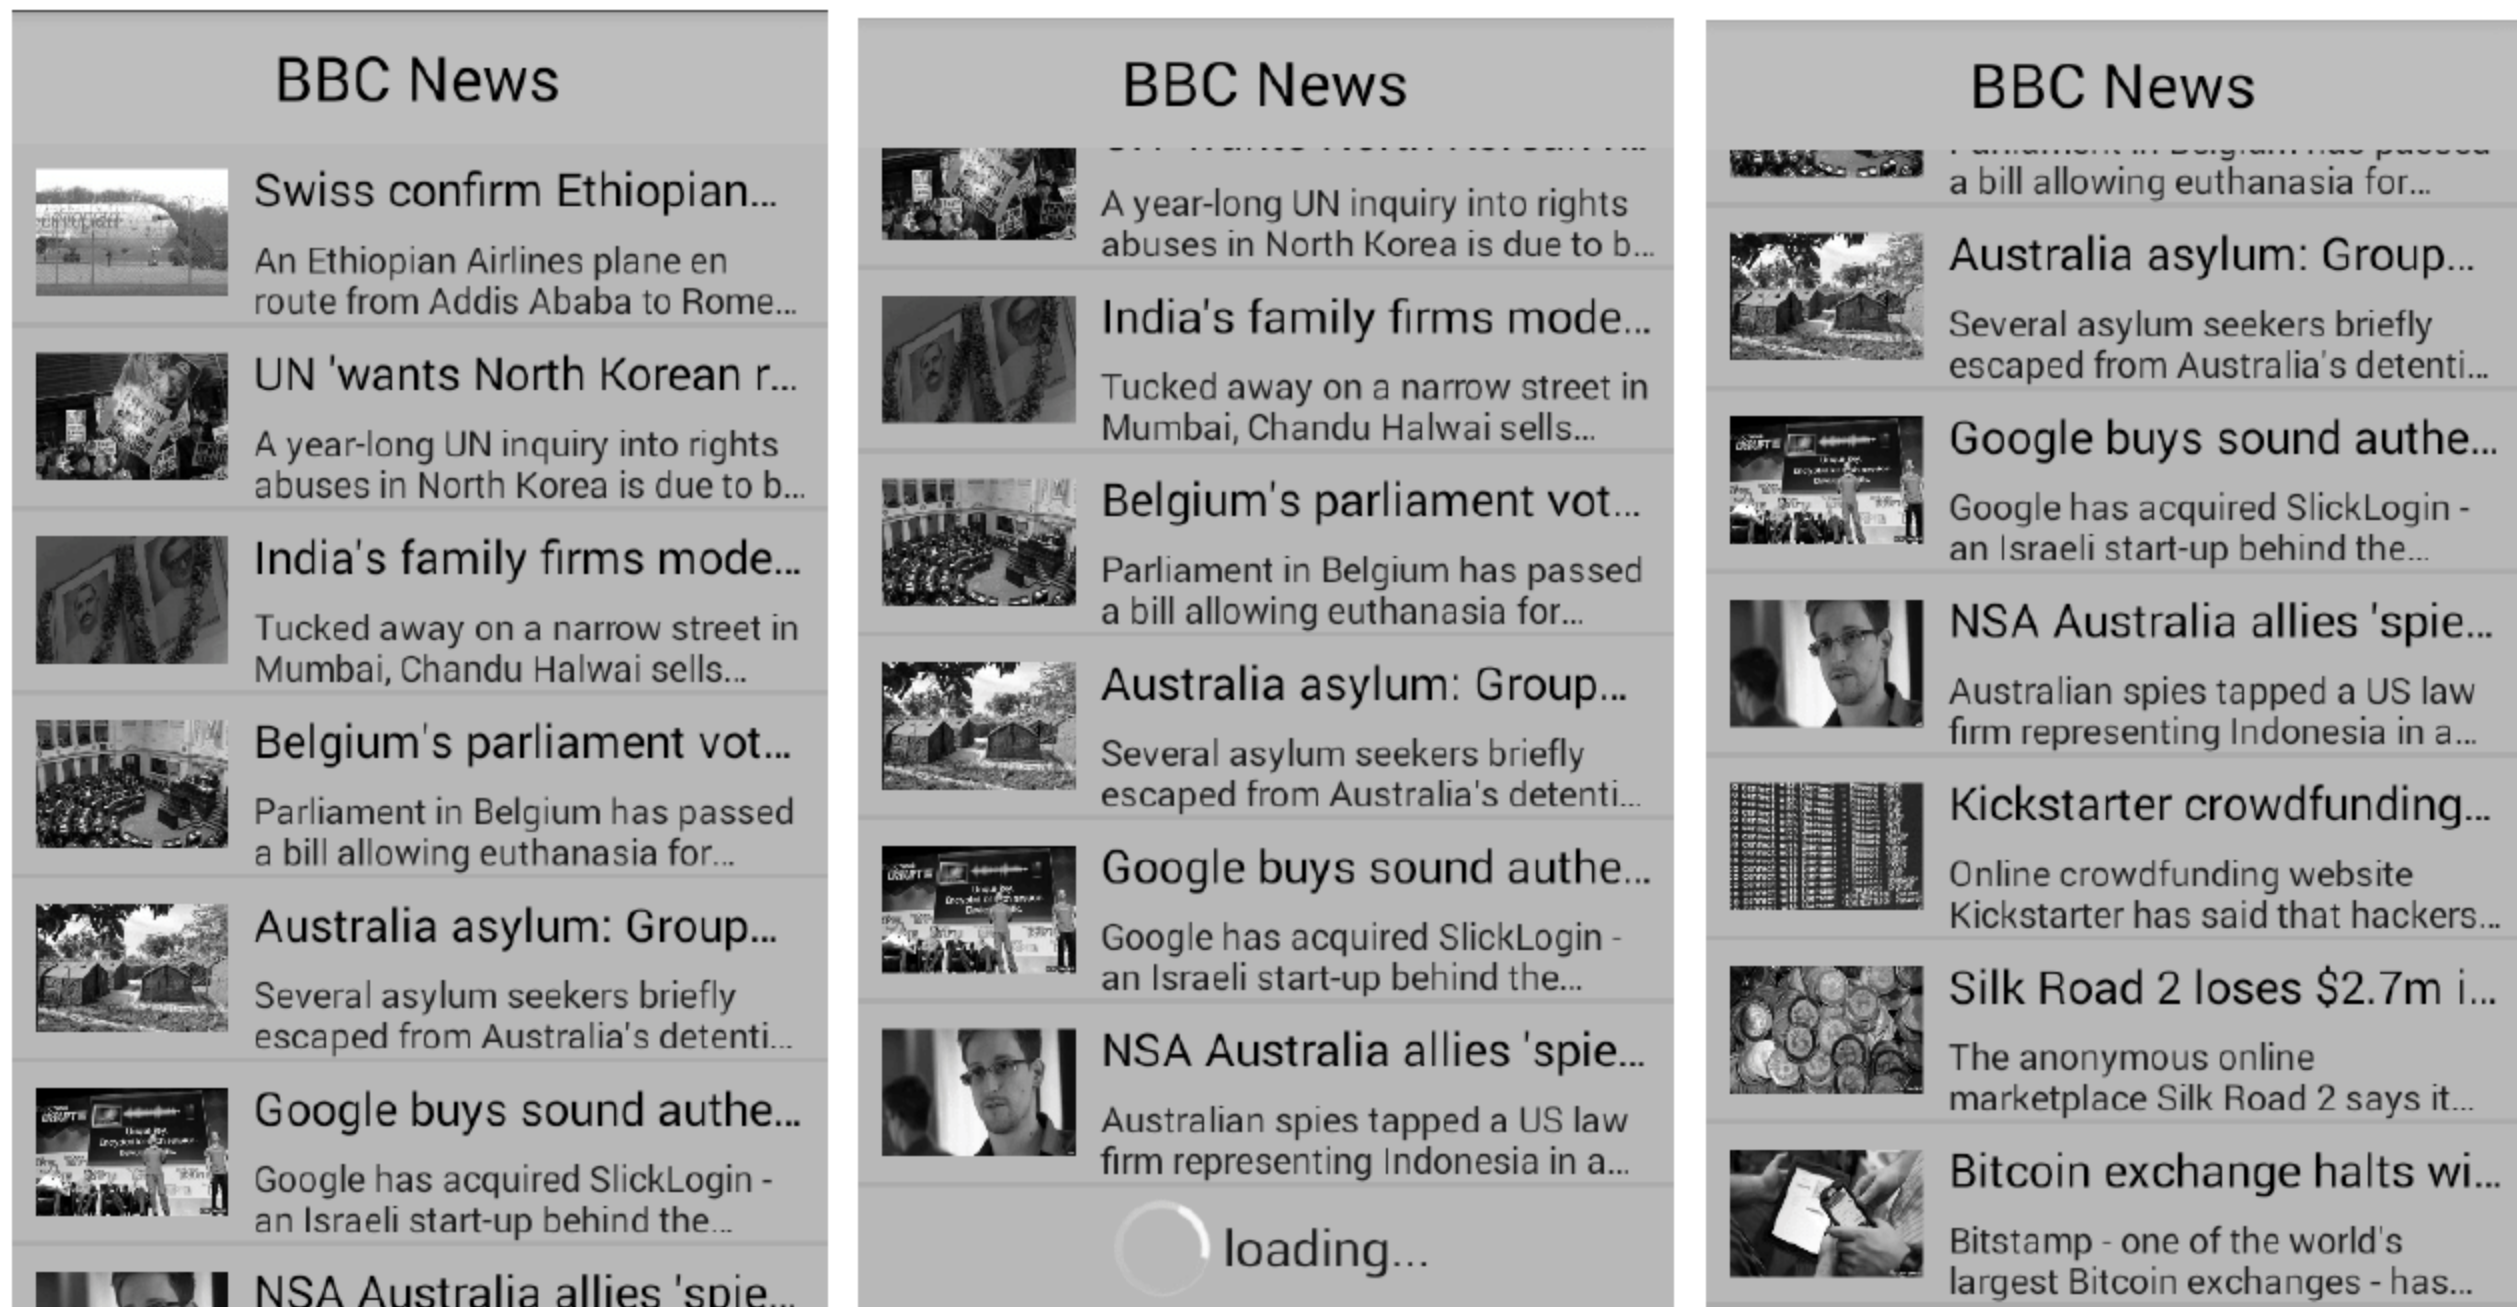 BBC News
Swiss confirm Ethiopian...
An Ethiopian Airlines plane en
route from Addis Ababa to Rome...
UN 'wants North Korean r...
A year-long UN inquiry into rights
abuses in North Korea is due to b...
India's family firms mode...
Tucked away on a narrow street in
Mumbai, Chandu Halwai sells...
Belgium's parliament vot...
Parliament in Belgium has passed
a bill allowing euthanasia for...
Australia asylum: Group...
Several asylum seekers briefly
escaped from Australia's detenti...
Google buys sound authe...
Google has acquired SlickLogin -
an Israeli start-up behind the...
NSA Australia allies 'spie...
BBC News
A year-long UN inquiry into rights
abuses in North Korea is due to b...
India's family firms mode...
Tucked away on a narrow street in
Mumbai, Chandu Halwai sells...
Belgium's parliament vot...
Parliament in Belgium has passed
a bill allowing euthanasia for...
Australia asylum: Group...
Several asylum seekers briefly
escaped from Australia's detenti...
Google buys sound authe...
Google has acquired SlickLogin -
an Israeli start-up behind the...
NSA Australia allies 'spie...
Australian spies tapped a US law
firm representing Indonesia in a...
loading...
BBC News
a bill allowing euthanasia for...
Australia asylum: Group...
Several asylum seekers briefly
escaped from Australia's detenti...
Google buys sound authe...
Google has acquired SlickLogin -
an Israeli start-up behind the...
NSA Australia allies 'spie...
Australian spies tapped a US law
firm representing Indonesia in a...
Kickstarter crowdfunding...
Online crowdfunding website
Kickstarter has said that hackers...
Silk Road 2 loses $2.7m i...
The anonymous online
marketplace Silk Road 2 says it...
Bitcoin exchange halts wi...
Bitstamp - one of the world's
largest Bitcoin exchanges - has...